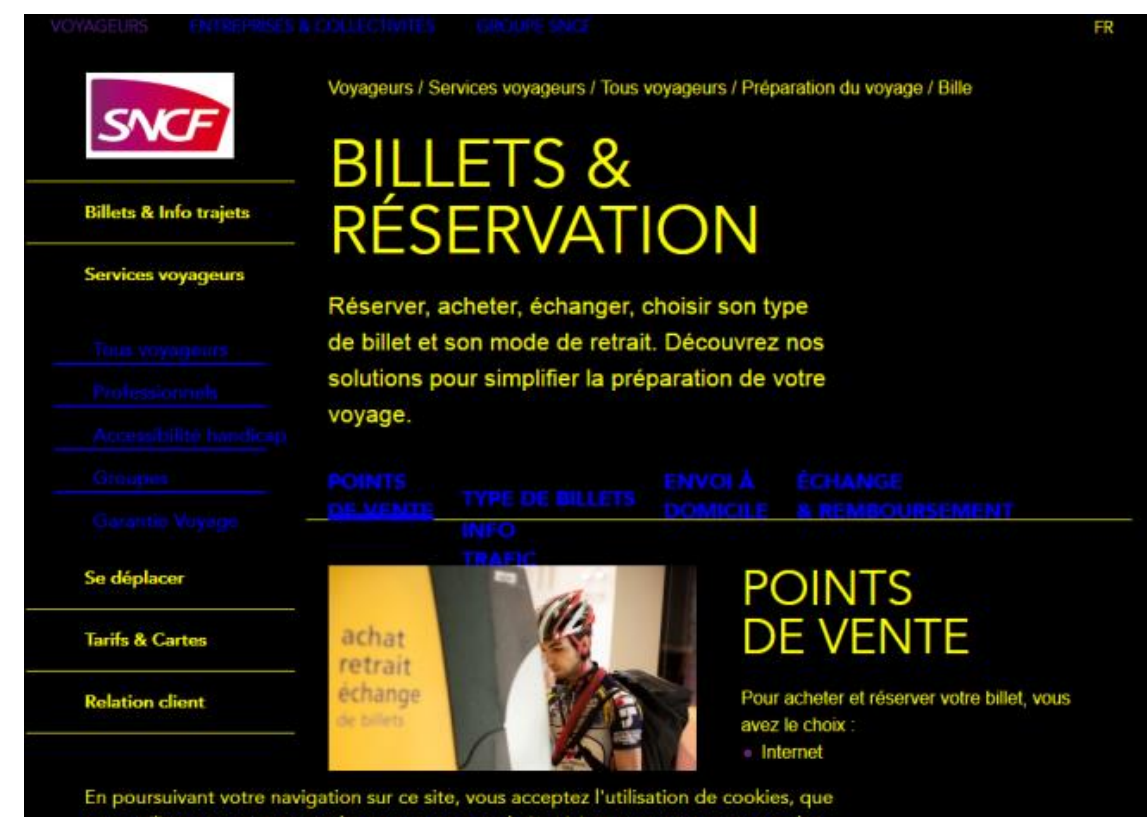 VOYAGEURS ENTREPRISES & COLLECTIVITÉS GROUPE SNCF FR
SNCF
Billets & Info trajets
Services voyageurs
Tous voyageurs
Professionnels
Accessibilité handicap
Groupes
Garantie Voyage
Se déplacer
Tarifs & Cartes
Relation client
Voyageurs / Services voyageurs / Tous voyageurs / Préparation du voyage / Bille
BILLETS &
RÉSERVATION
Réserver, acheter, échanger, choisir son type
de billet et son mode de retrait. Découvrez nos
solutions pour simplifier la préparation de votre
voyage.
POINTS
DE VENTE
TYPE DE BILLETS
ENVOI À
DOMICILE
ÉCHANGE
& REMBOURSEMENT
INFO
TRAFIC
achat
retrait
échange
de billets
POINTS
DE VENTE
Pour acheter et réserver votre billet, vous
avez le choix :
Internet
En poursuivant votre navigation sur ce site, vous acceptez l'utilisation de cookies, que